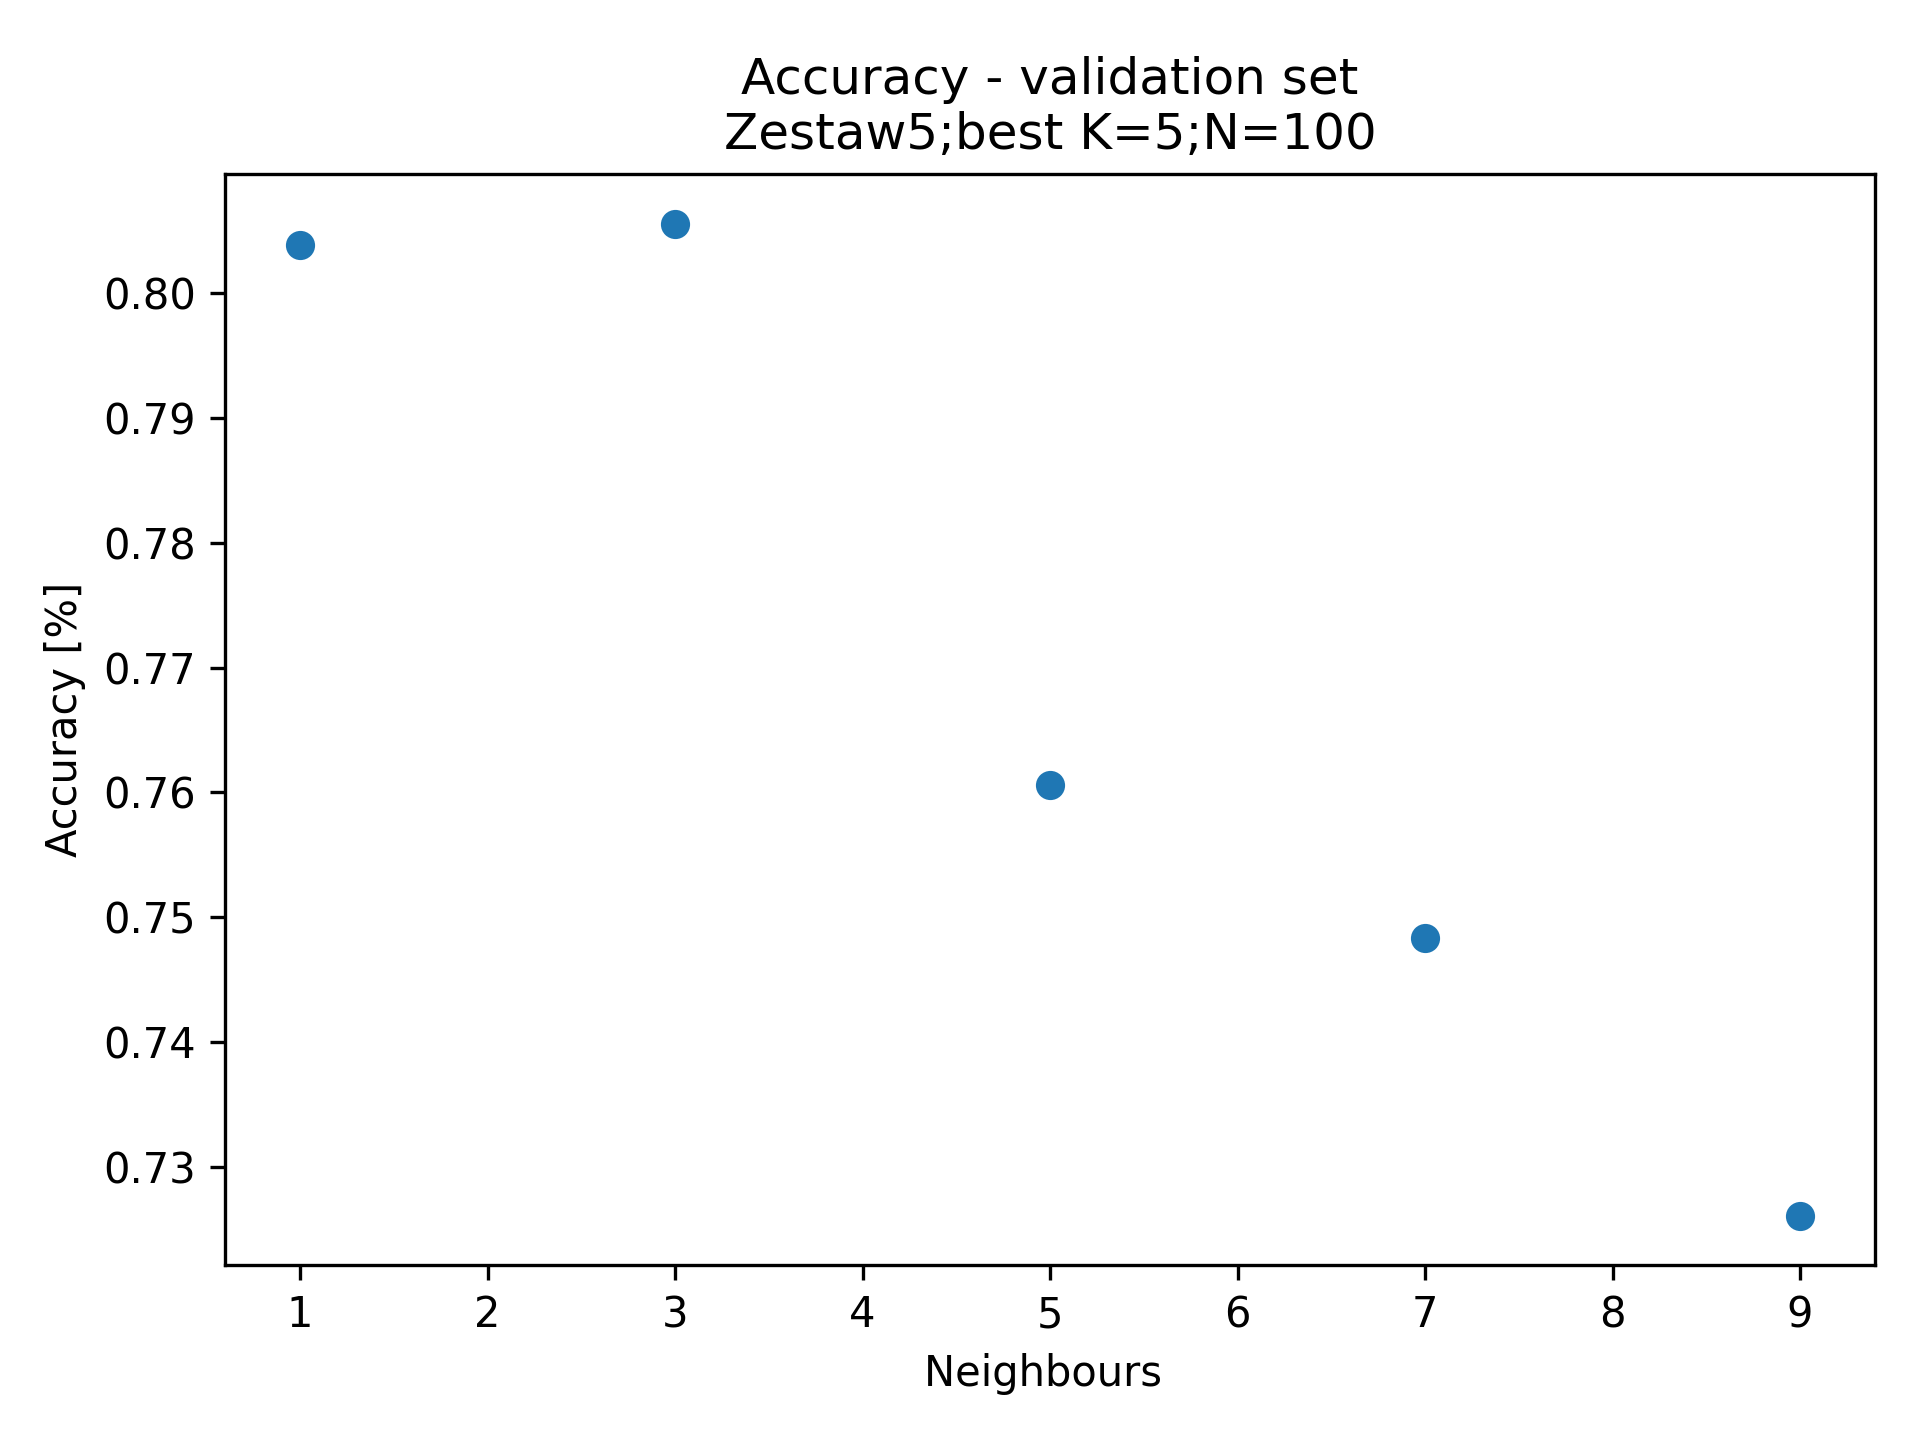 Accuracy - validation set
Zestaw5;best K=5;N=100
Accuracy [%]
0.80
0.79
0.78
0.77
0.76
0.75
0.74
0.73
1 2 3 4 5 6 7 8 9
Neighbours